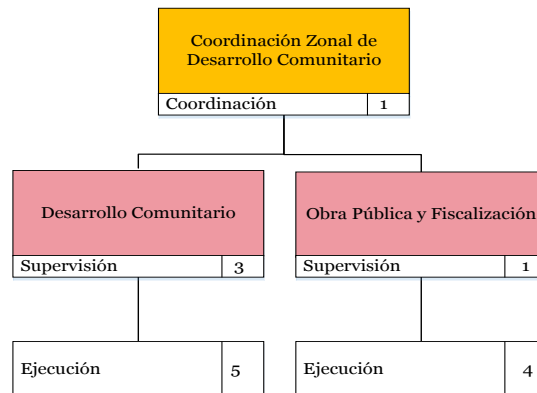 Coordinación Zonal de
Desarrollo Comunitario
Coordinación 1
Desarrollo Comunitario
Obra Pública y Fiscalización
Supervisión 3
Supervisión 1
Ejecución 5
Ejecución 4